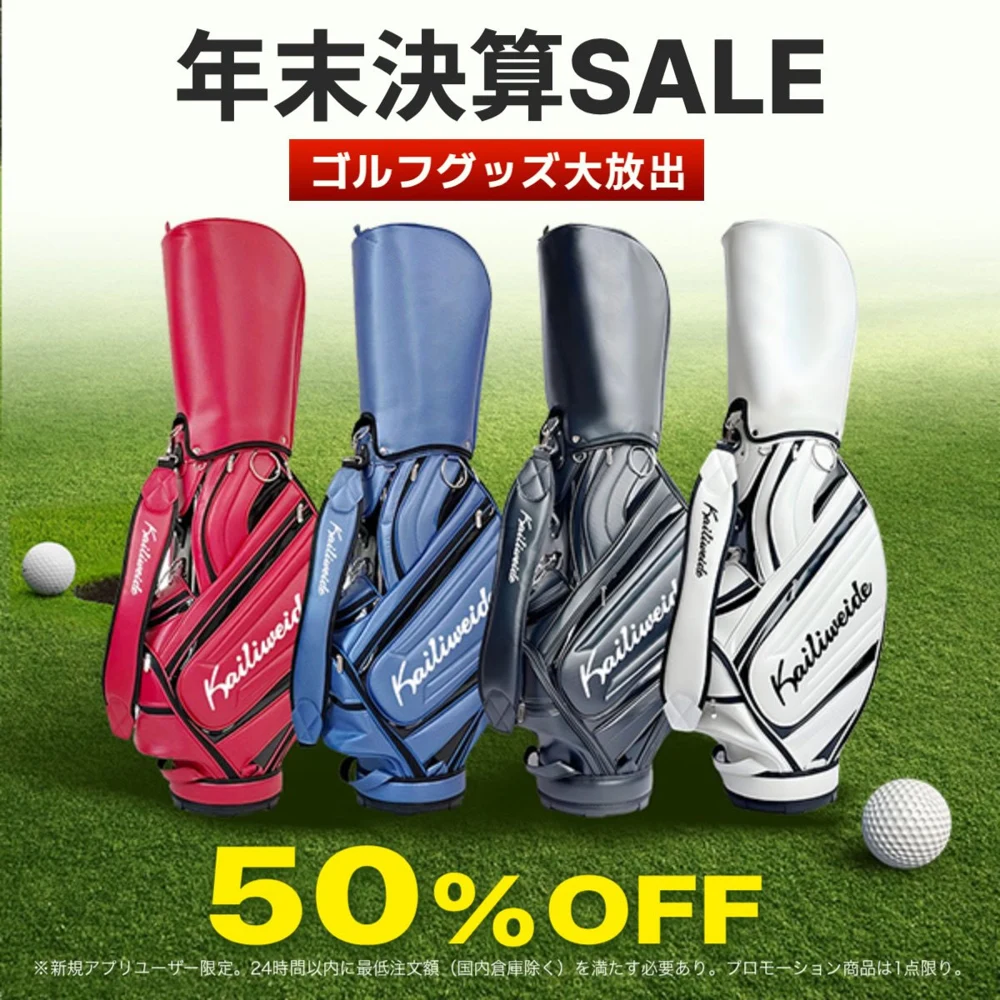 年末決算SALE
ゴルフグッズ大放出
Kailiweide
Kailiweide
Kailiweide
Kailiweide
Kailiweid
Kailiweid
Kailiweide
Kailiweide
50%OFF
※新規アプリユーザー限定。24時間以内に最低注文額（国内倉庫除く）を満たす必要あり。プロモーション商品は1点限り。